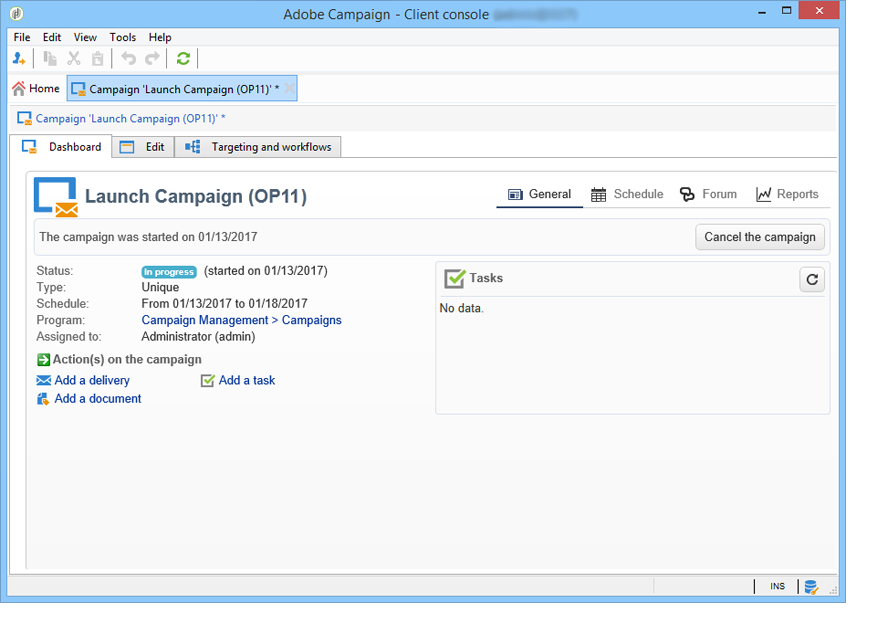 Adobe Campaign - Client console
File Edit View Tools Help
Home Campaign 'Launch Campaign (OP11)' *
Campaign 'Launch Campaign (OP11)' *
Dashboard Edit Targeting and workflows
Launch Campaign (OP11) General Schedule Forum Reports
The campaign was started on 01/13/2017 Cancel the campaign
Status: In progress (started on 01/13/2017)
Type: Unique
Schedule: From 01/13/2017 to 01/18/2017
Program: Campaign Management > Campaigns
Assigned to: Administrator (admin)
Action(s) on the campaign
Add a delivery Add a task
Add a document
Tasks
No data.
INS